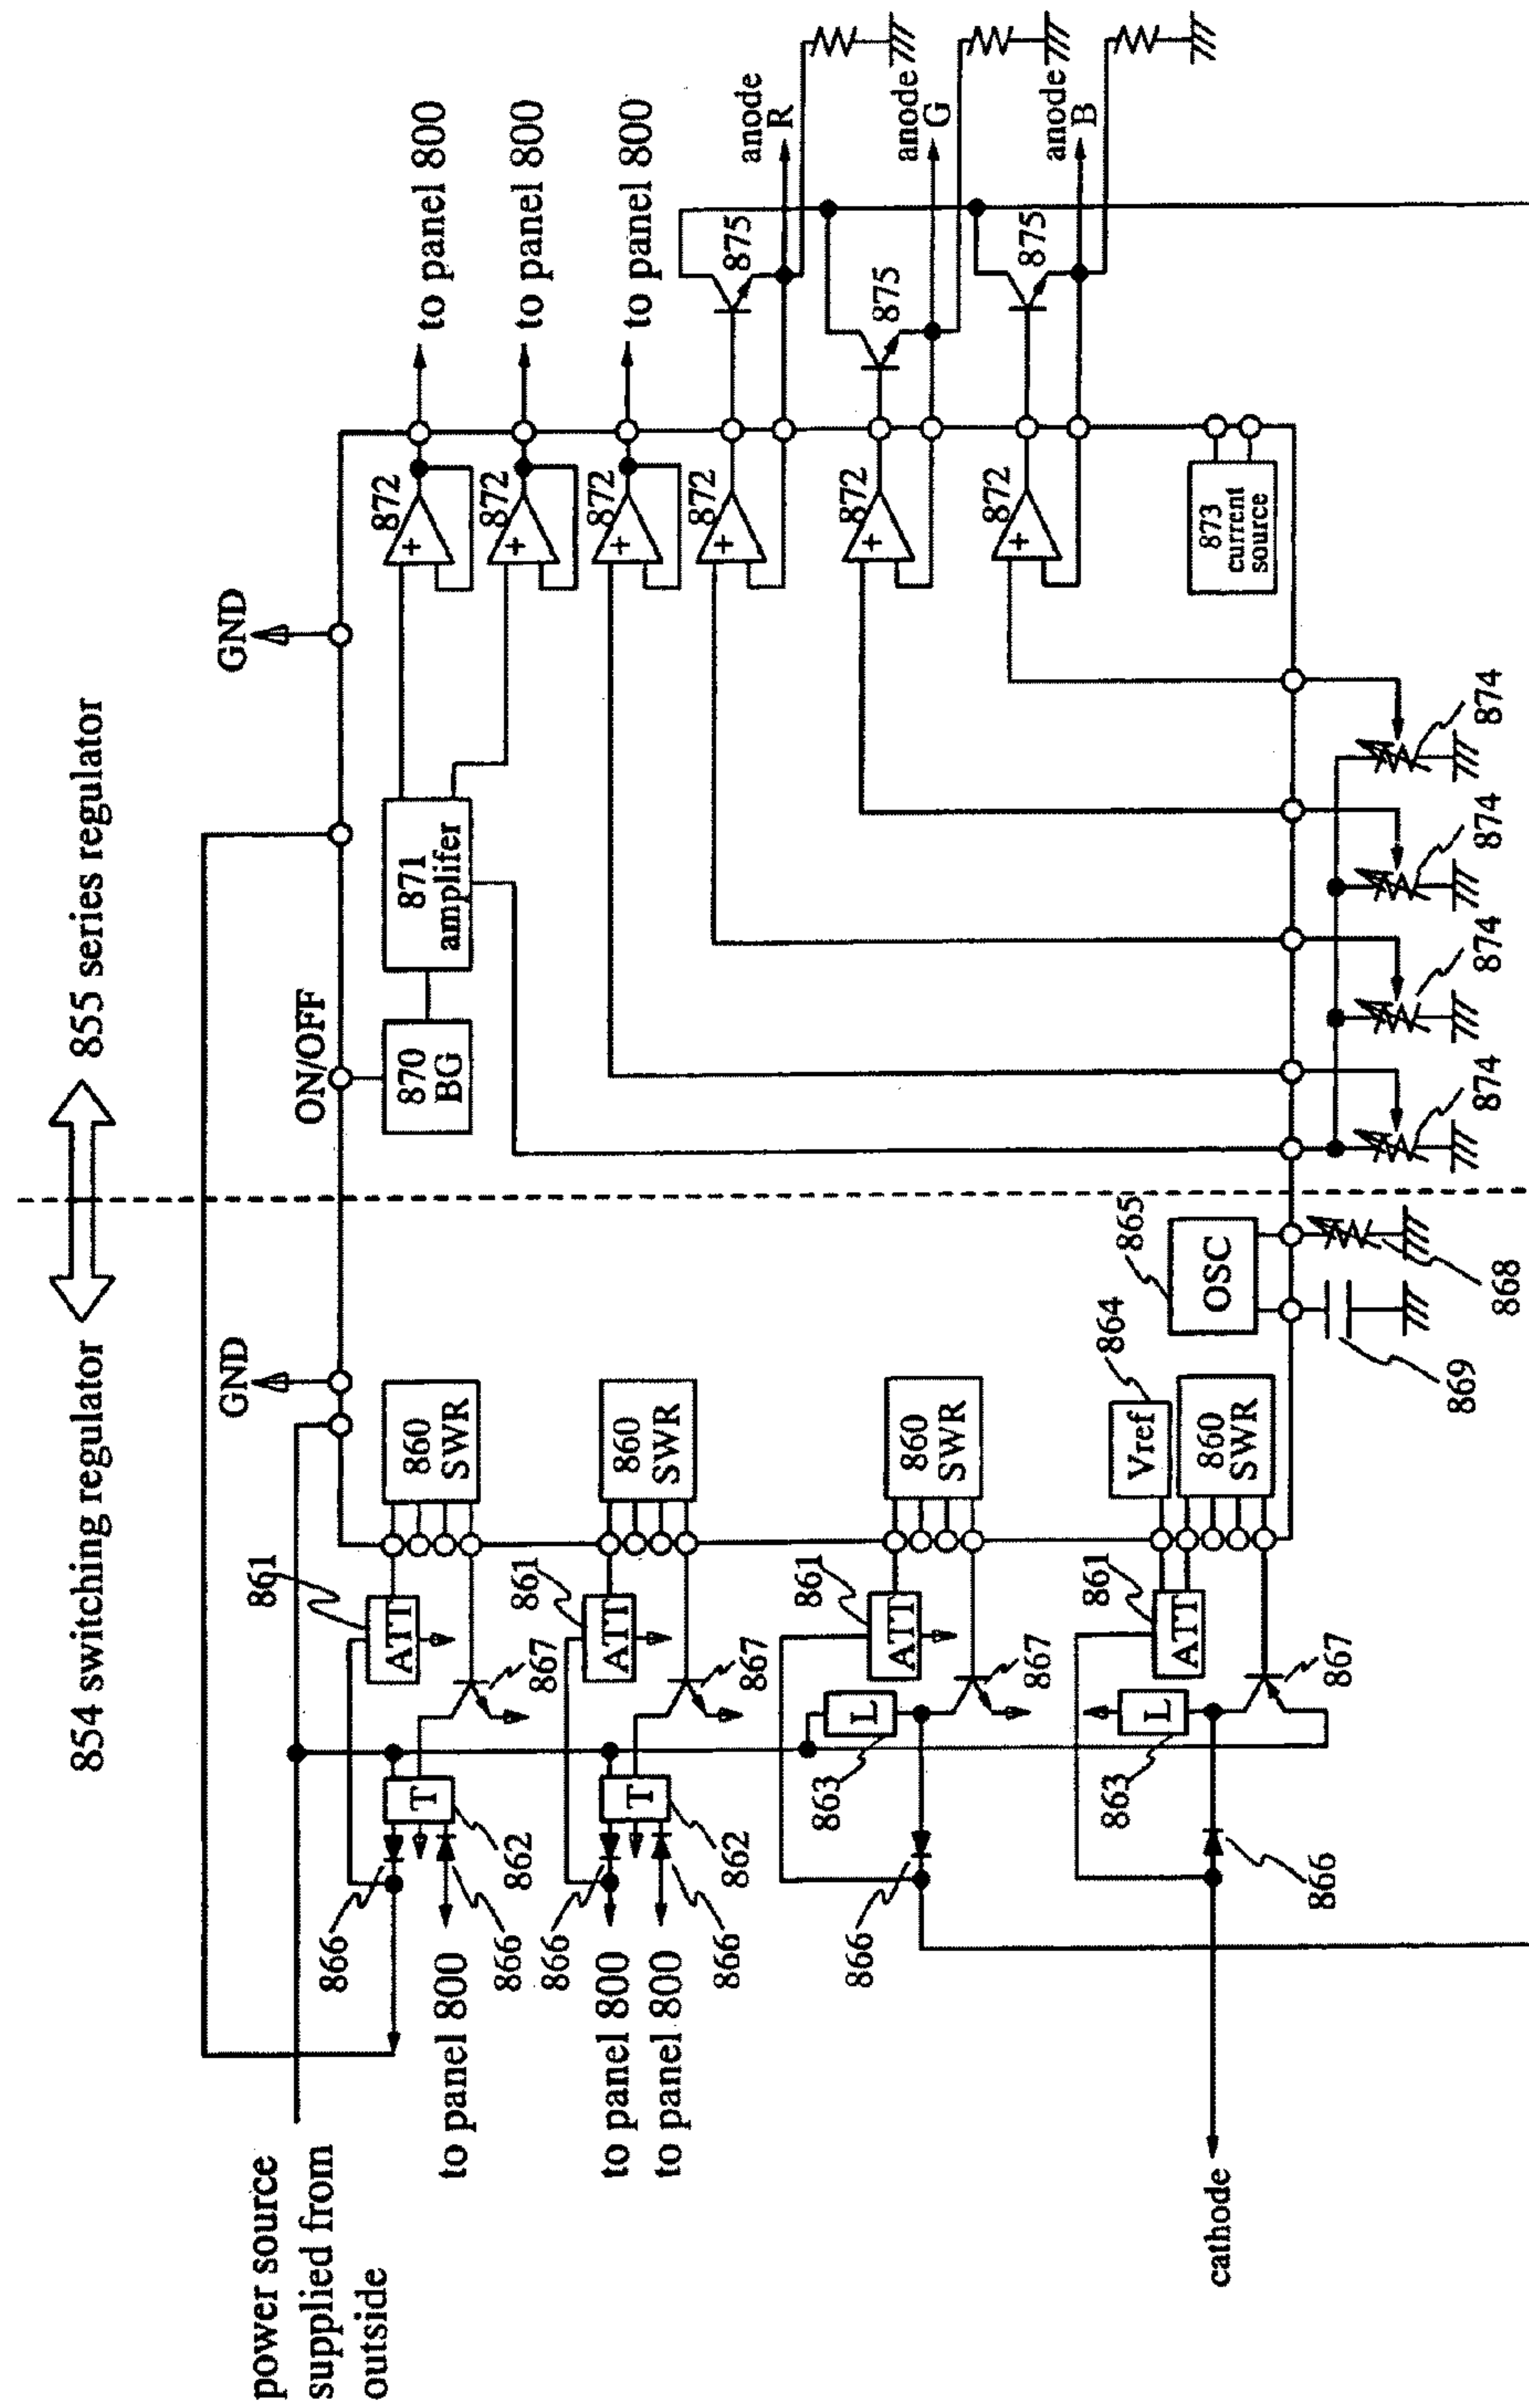 854 switching regulator
855 series regulator
power source
supplied from
outside
GND
ON/OFF
GND
861
ATT
860
SWR
866
T
862
867
866
to panel 800
861
ATT
860
SWR
866
T
862
867
866
to panel 800
to panel 800
861
ATT
860
SWR
L
863
867
866
864
Vref
861
ATT
860
SWR
L
863
867
866
cathode
865
OSC
869
868
870
BG
871
amplifer
872
+
to panel 800
872
+
to panel 800
872
+
to panel 800
872
+
875
anode
R
872
+
875
anode
G
872
+
875
anode
B
873
current
source
874
874
874
874